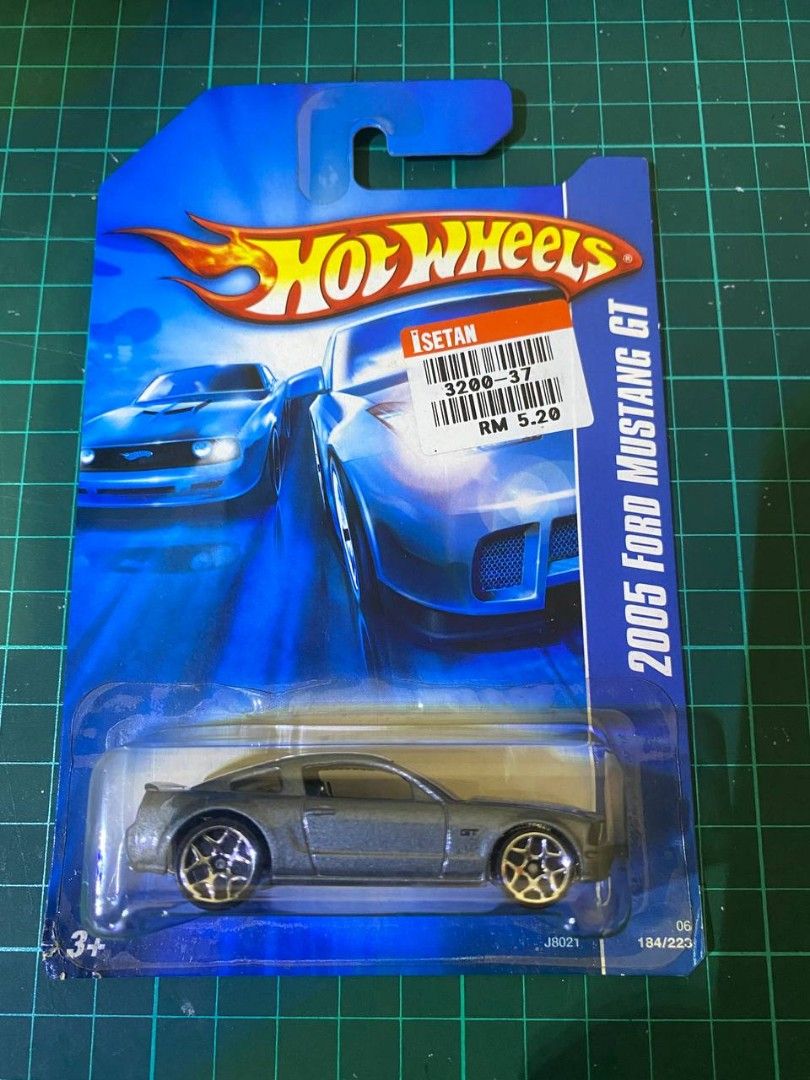 HOT WHEELS®
iSETAN
3200-37
RM 5.20
2005 FORD MUSTANG GT
GT
3+
J8021
06
184/223